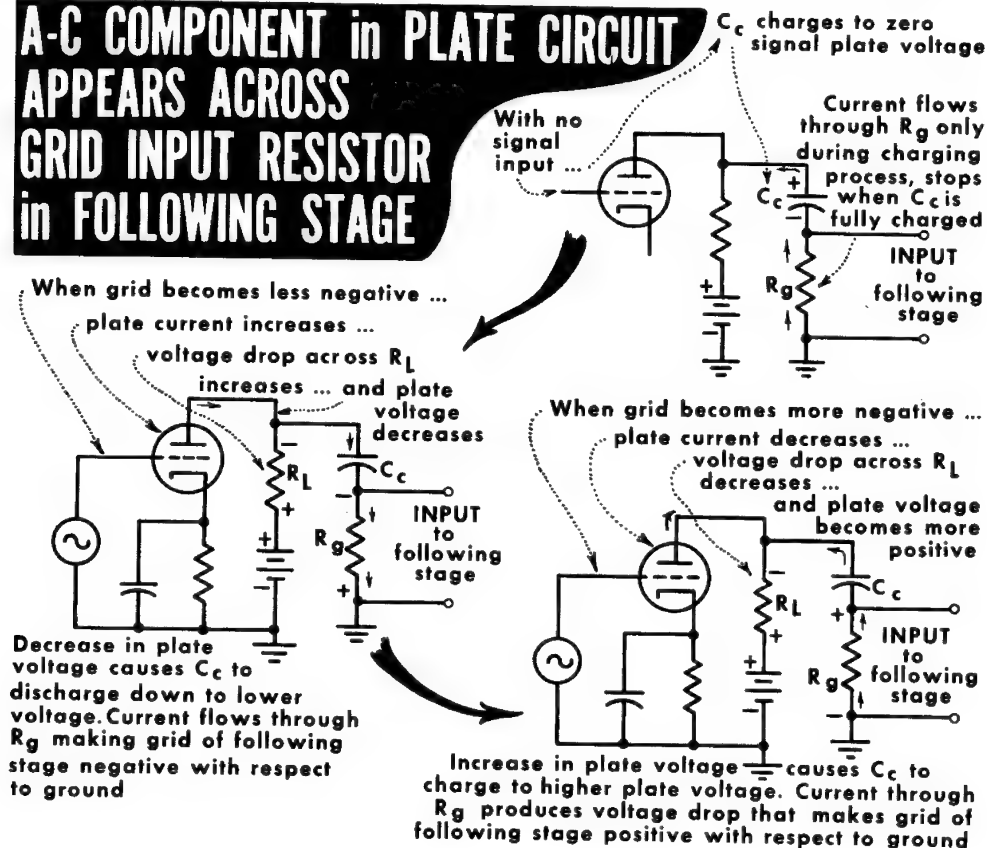 A-C COMPONENT in PLATE CIRCUIT
APPEARS ACROSS
GRID INPUT RESISTOR
in FOLLOWING STAGE
Cc charges to zero
signal plate voltage
With no
signal
input ...
Current flows
through Rg only
during charging
process, stops
when Cc is
fully charged
Cc
+
-
Rg
+
-
INPUT
to
following
stage
When grid becomes less negative ...
plate current increases ...
voltage drop across RL
increases ... and plate
voltage
decreases
-
RL
+
Cc
-
Rg
+
+
-
INPUT
to
following
stage
Decrease in plate
voltage causes Cc to
discharge down to lower
voltage. Current flows through
Rg making grid of following
stage negative with respect
to ground
When grid becomes more negative ...
plate current decreases ...
voltage drop across RL
decreases ...
and plate voltage
becomes more
positive
-
RL
+
Cc
+
Rg
-
+
-
INPUT
to
following
stage
Increase in plate voltage causes Cc to
charge to higher plate voltage. Current through
Rg produces voltage drop that makes grid of
following stage positive with respect to ground